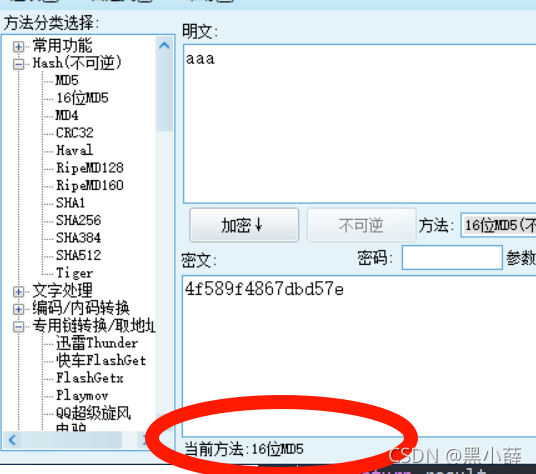 方法分类选择:
常用功能
Hash(不可逆)
MD5
16位MD5
MD4
CRC32
Haval
RipeMD128
RipeMD160
SHA1
SHA256
SHA384
SHA512
Tiger
文字处理
编码/内码转换
专用链转换/取地址
迅雷Thunder
快车FlashGet
FlashGetx
Playmov
QQ超级旋风
电驴
明文:
aaa
加密↓
不可逆
方法:
16位MD5(不
密文:
密码:
参数
4f589f4867dbd57e
当前方法:16位MD5
CSDN @黑小薛
return result